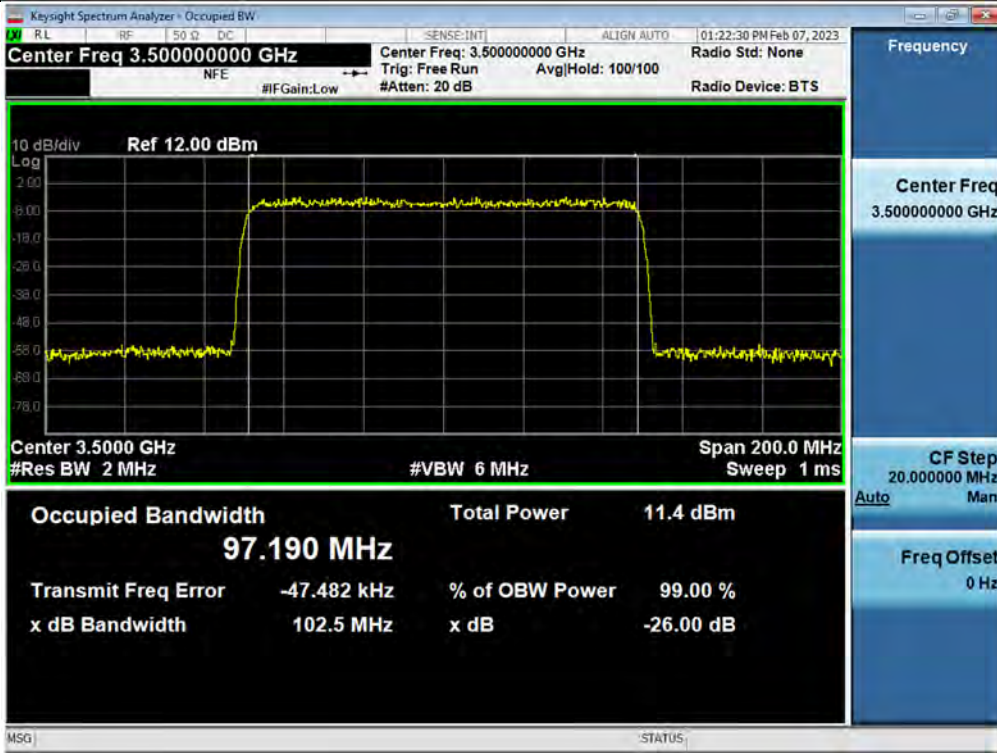 Keysight Spectrum Analyzer - Occupied BW
LXI RL RF 50 Ω DC SENSE:INT ALIGN AUTO 01:22:30 PM Feb 07, 2023
Center Freq 3.500000000 GHz
NFE
#IFGain:Low
Center Freq: 3.500000000 GHz
Trig: Free Run Avg|Hold: 100/100
#Atten: 20 dB
Radio Std: None
Radio Device: BTS
10 dB/div Ref 12.00 dBm
Log
2.00
-8.00
-18.0
-28.0
-38.0
-48.0
-58.0
-68.0
-78.0
Center 3.5000 GHz Span 200.0 MHz
#Res BW 2 MHz #VBW 6 MHz Sweep 1 ms
Occupied Bandwidth Total Power 11.4 dBm
97.190 MHz
Transmit Freq Error -47.482 kHz % of OBW Power 99.00 %
x dB Bandwidth 102.5 MHz x dB -26.00 dB
Frequency
Center Freq
3.500000000 GHz
CF Step
20.000000 MHz
Auto Man
Freq Offset
0 Hz
MSG STATUS